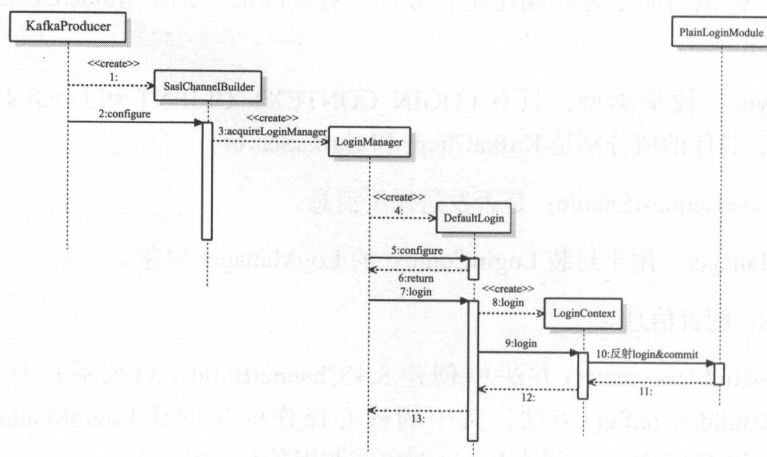 KafkaProducer
PlainLoginModule
<<create>>
1:
SaslChannelBuilder
2:configure
<<create>>
3:acquireLoginManager
LoginManager
<<create>>
4:
DefaultLogin
5:configure
6:return
7:login
<<create>>
8:login
LoginContext
9:login
10:反射login&commit
11:
12: